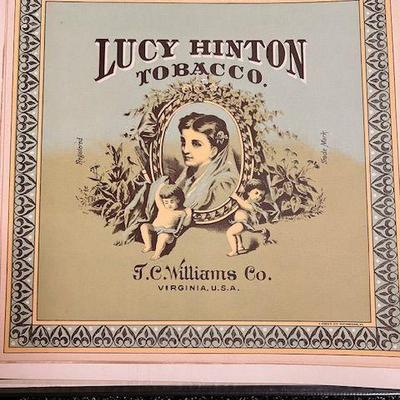 LUCY HINTON
TOBACCO.
Registered
Trade Mark
T.C. Williams Co.
VIRGINIA, U.S.A.